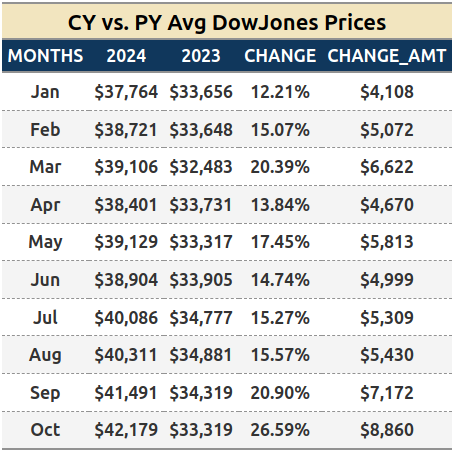 CY vs. PY Avg DowJones Prices
MONTHS 2024 2023 CHANGE CHANGE_AMT
Jan $37,764 $33,656 12.21% $4,108
Feb $38,721 $33,648 15.07% $5,072
Mar $39,106 $32,483 20.39% $6,622
Apr $38,401 $33,731 13.84% $4,670
May $39,129 $33,317 17.45% $5,813
Jun $38,904 $33,905 14.74% $4,999
Jul $40,086 $34,777 15.27% $5,309
Aug $40,311 $34,881 15.57% $5,430
Sep $41,491 $34,319 20.90% $7,172
Oct $42,179 $33,319 26.59% $8,860